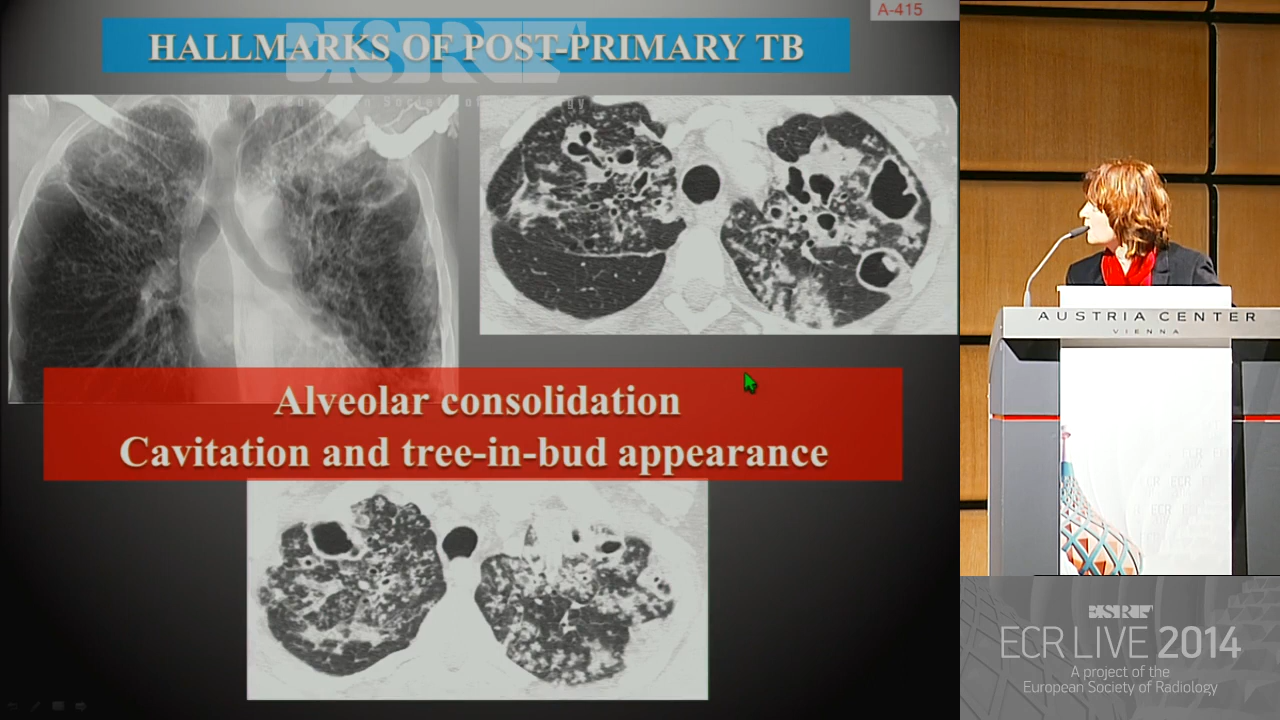 A-415
HALLMARKS OF POST-PRIMARY TB
Alveolar consolidation
Cavitation and tree-in-bud appearance
AUSTRIA CENTER
VIENNA
ECR LIVE 2014
A project of the
European Society of Radiology